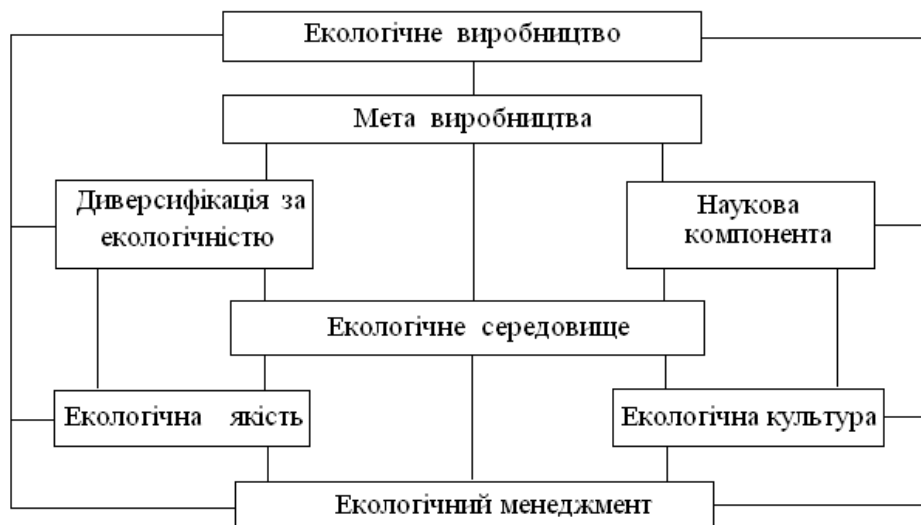 Екологічне виробництво
Мета виробництва
Диверсифікація за
екологічністю
Наукова
компонента
Екологічне середовище
Екологічна якість
Екологічна культура
Екологічний менеджмент